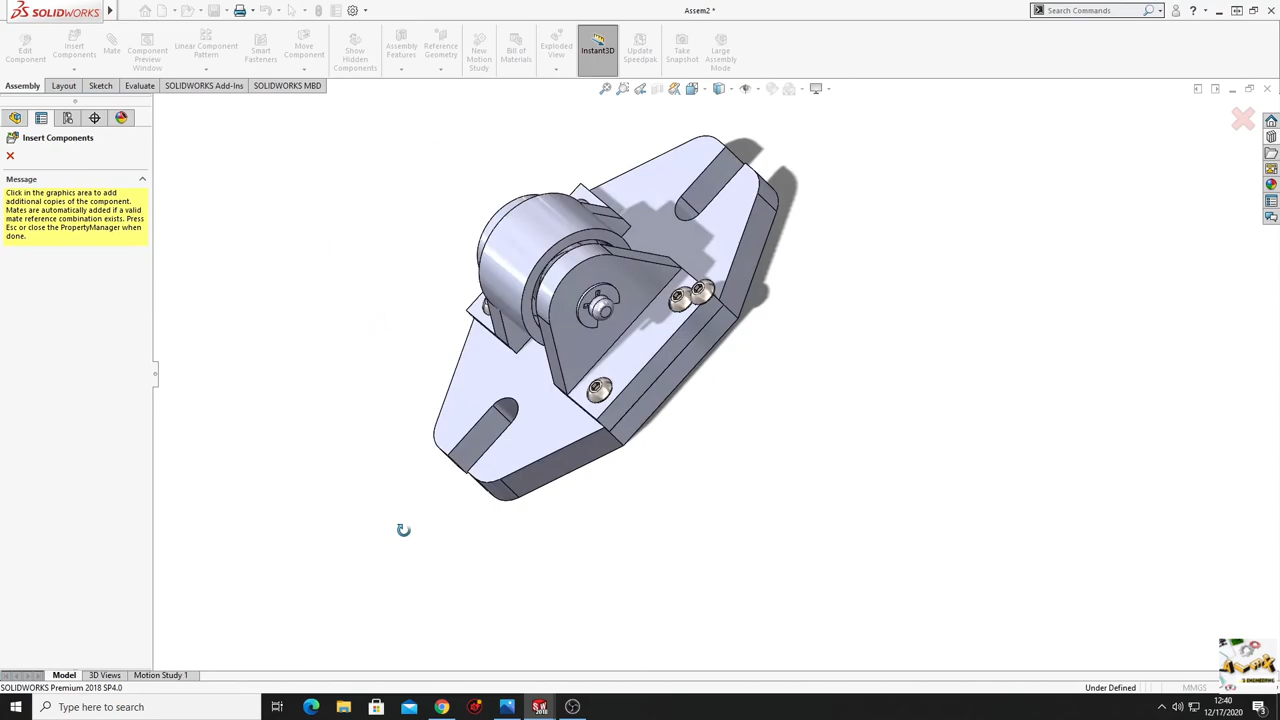 SOLIDWORKS
Assem2 *
Search Commands
Edit Component
Insert Components
Mate
Component Preview Window
Linear Component Pattern
Smart Fasteners
Move Component
Show Hidden Components
Assembly Features
Reference Geometry
New Motion Study
Bill of Materials
Exploded View
Instant3D
Update Speedpak
Take Snapshot
Large Assembly Mode
Assembly Layout Sketch Evaluate SOLIDWORKS Add-Ins SOLIDWORKS MBD
Insert Components
Message
Click in the graphics area to add
additional copies of the component.
Mates are automatically added if a valid
mate reference combination exists. Press
Esc or close the PropertyManager when
done.
Model 3D Views Motion Study 1
SOLIDWORKS Premium 2018 SP4.0
Under Defined MMGS
Type here to search
12:40
12/17/2020